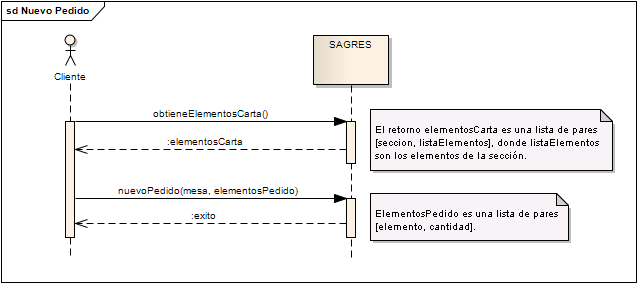 sd Nuevo Pedido
Cliente
SAGRES
obtieneElementosCarta()
:elementosCarta
El retorno elementosCarta es una lista de pares
[seccion, listaElementos], donde listaElementos
son los elementos de la sección.
nuevoPedido(mesa, elementosPedido)
:exito
ElementosPedido es una lista de pares
[elemento, cantidad].